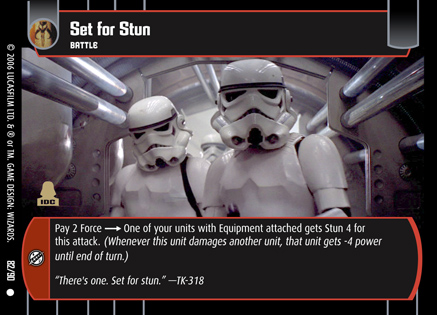 Set for Stun
BATTLE
© 2006 LUCASFILM LTD. & ® or TM. GAME DESIGN: WIZARDS.
82/90
IDC
Pay 2 Force → One of your units with Equipment attached gets Stun 4 for
this attack. (Whenever this unit damages another unit, that unit gets -4 power
until end of turn.)
"There's one. Set for stun." —TK-318